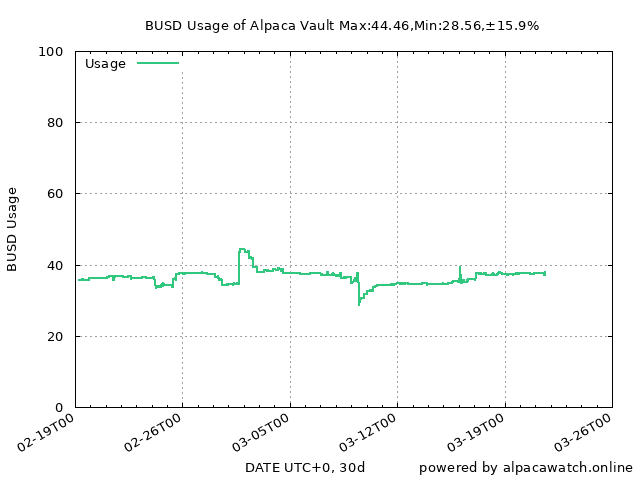 BUSD Usage of Alpaca Vault Max:44.46,Min:28.56,±15.9%
Usage
BUSD Usage
100
80
60
40
20
0
02-19T00
02-26T00
03-05T00
03-12T00
03-19T00
03-26T00
DATE UTC+0, 30d
powered by alpacawatch.online